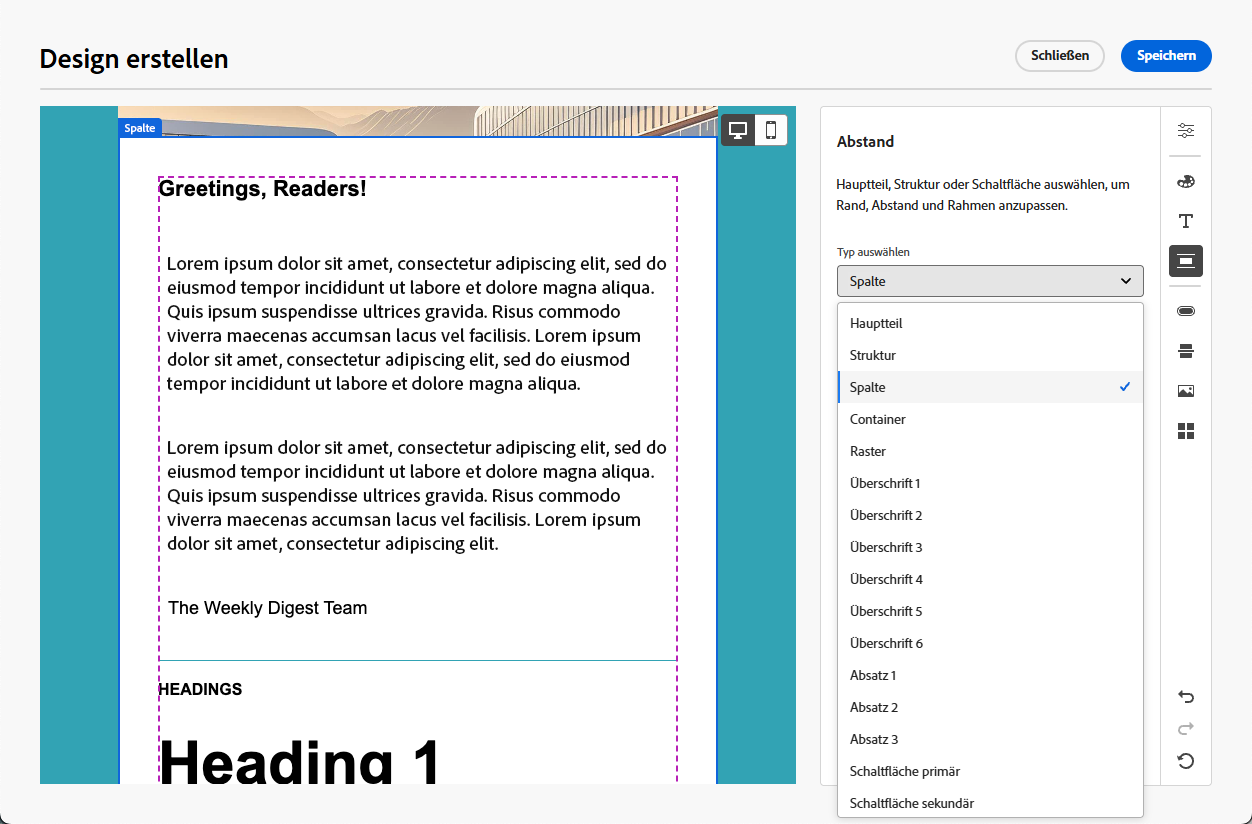 Design erstellen
Schließen
Speichern
Spalte
Greetings, Readers!
Lorem ipsum dolor sit amet, consectetur adipiscing elit, sed do
eiusmod tempor incididunt ut labore et dolore magna aliqua.
Quis ipsum suspendisse ultrices gravida. Risus commodo
viverra maecenas accumsan lacus vel facilisis. Lorem ipsum
dolor sit amet, consectetur adipiscing elit, sed do eiusmod
tempor incididunt ut labore et dolore magna aliqua.
Lorem ipsum dolor sit amet, consectetur adipiscing elit, sed do
eiusmod tempor incididunt ut labore et dolore magna aliqua.
Quis ipsum suspendisse ultrices gravida. Risus commodo
viverra maecenas accumsan lacus vel facilisis. Lorem ipsum
dolor sit amet, consectetur adipiscing elit.
The Weekly Digest Team
HEADINGS
Heading 1
Abstand
Hauptteil, Struktur oder Schaltfläche auswählen, um
Rand, Abstand und Rahmen anzupassen.
Typ auswählen
Spalte
Hauptteil
Struktur
Spalte
Container
Raster
Überschrift 1
Überschrift 2
Überschrift 3
Überschrift 4
Überschrift 5
Überschrift 6
Absatz 1
Absatz 2
Absatz 3
Schaltfläche primär
Schaltfläche sekundär